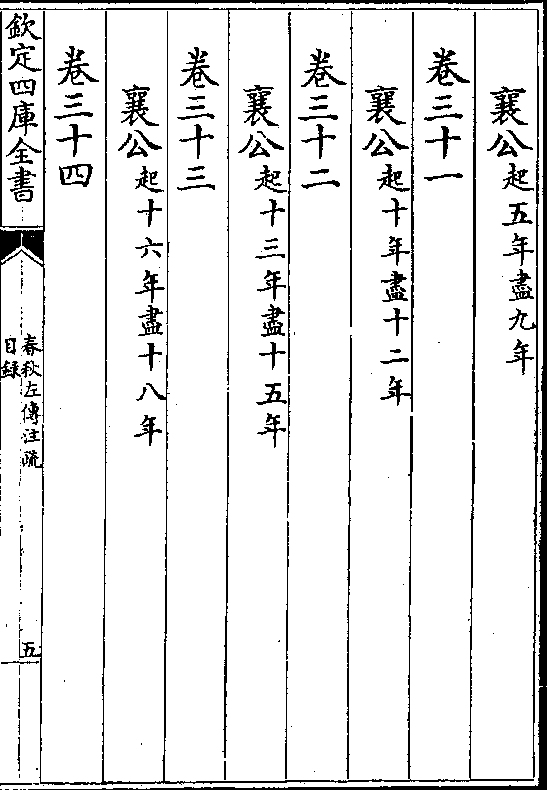 襄公起五年盡九年
卷三十一
襄公起十年盡十二年
卷三十二
襄公起十三年盡十五年
卷三十三
襄公起十六年盡十八年
卷三十四
欽定四庫全書
春秋左傳注疏
目録
五